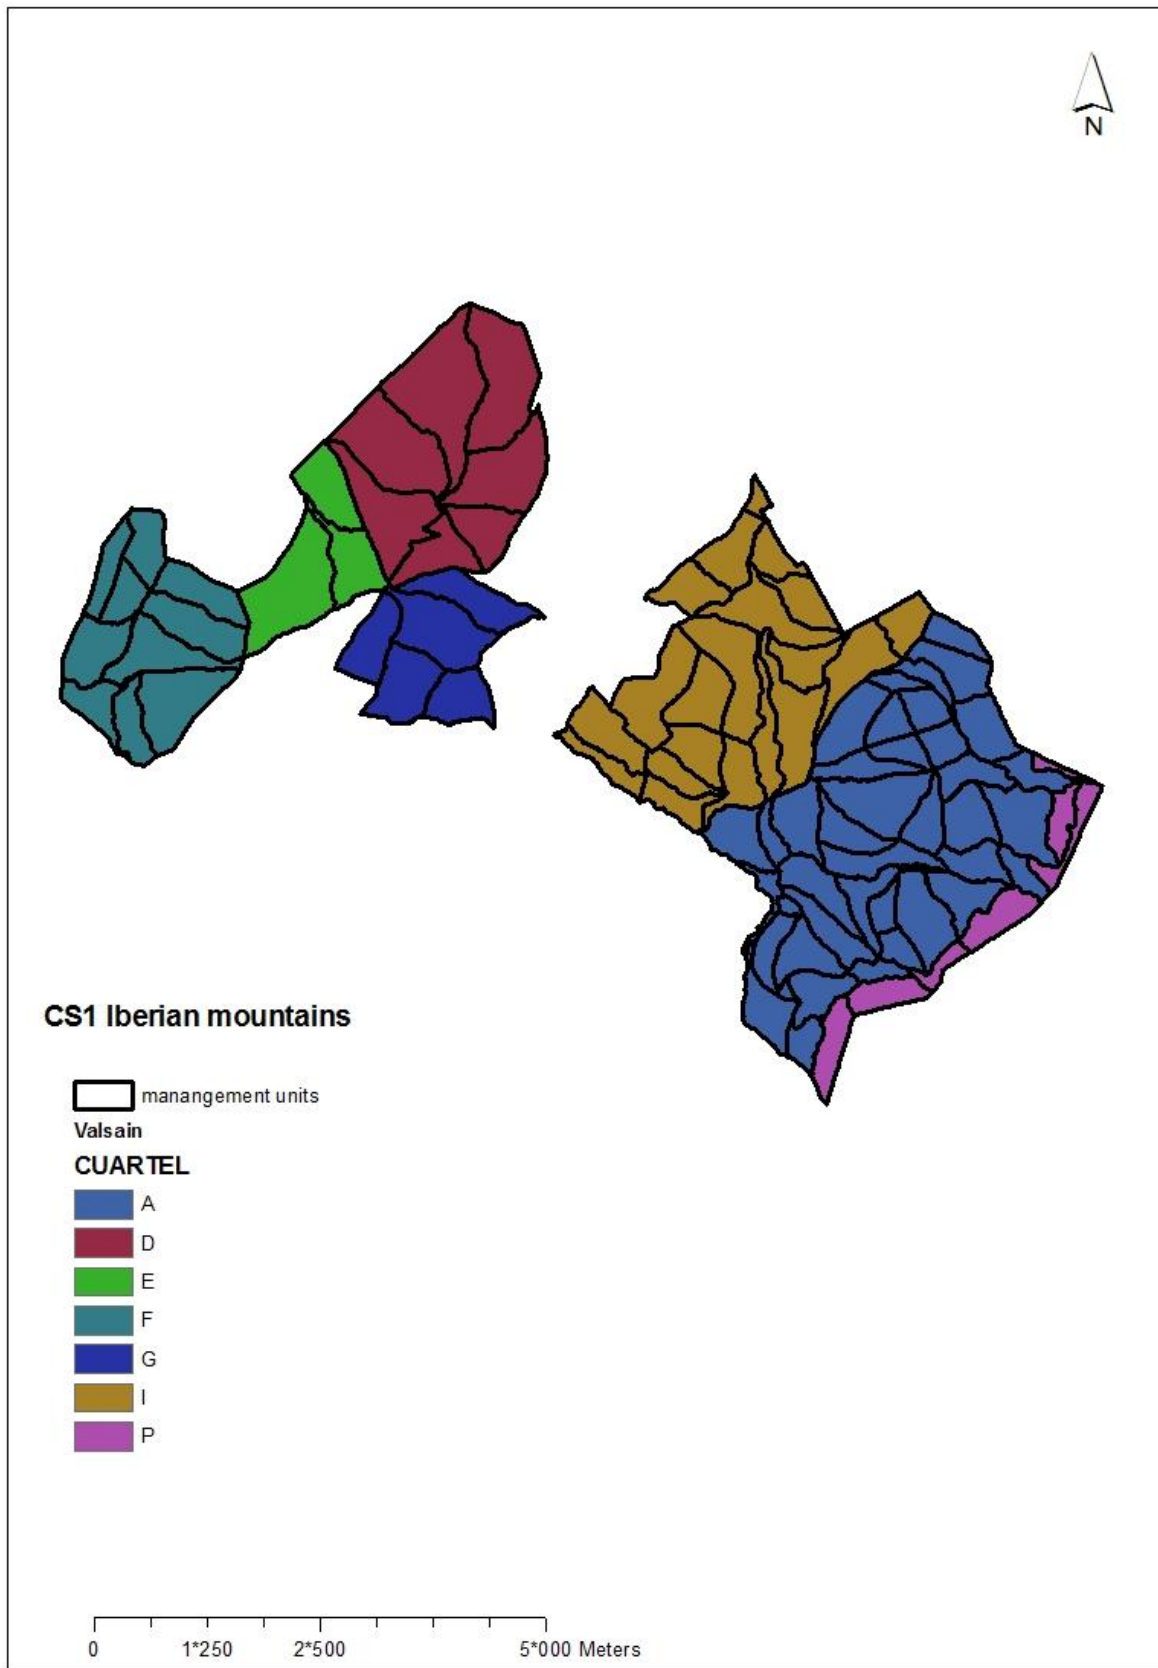 N
CS1 Iberian mountains
manangement units
Valsain
CUARTEL
A
D
E
F
G
I
P
0 1*250 2*500 5*000 Meters